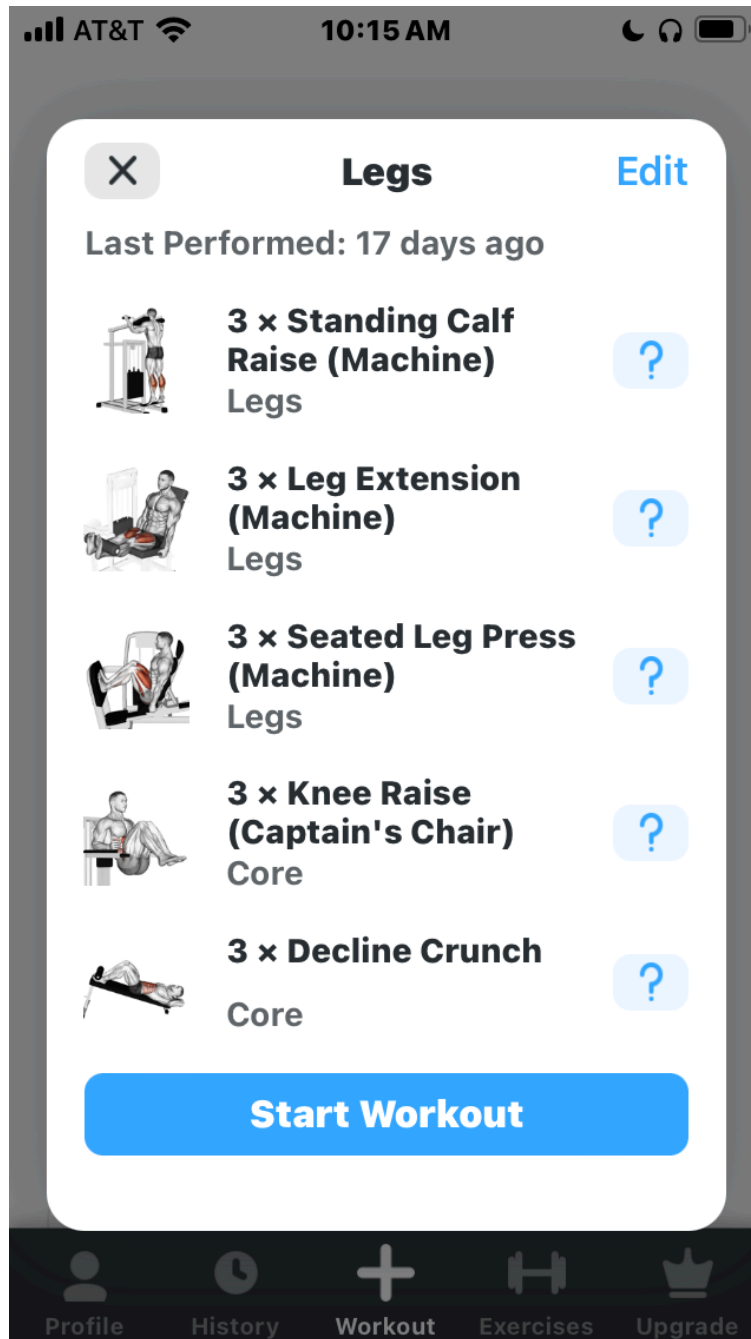 AT&T 10:15 AM
Legs Edit
Last Performed: 17 days ago
3 × Standing Calf
Raise (Machine)
Legs
?
3 × Leg Extension
(Machine)
Legs
?
3 × Seated Leg Press
(Machine)
Legs
?
3 × Knee Raise
(Captain's Chair)
Core
?
3 × Decline Crunch
Core
?
Start Workout
Profile History Workout Exercises Upgrade